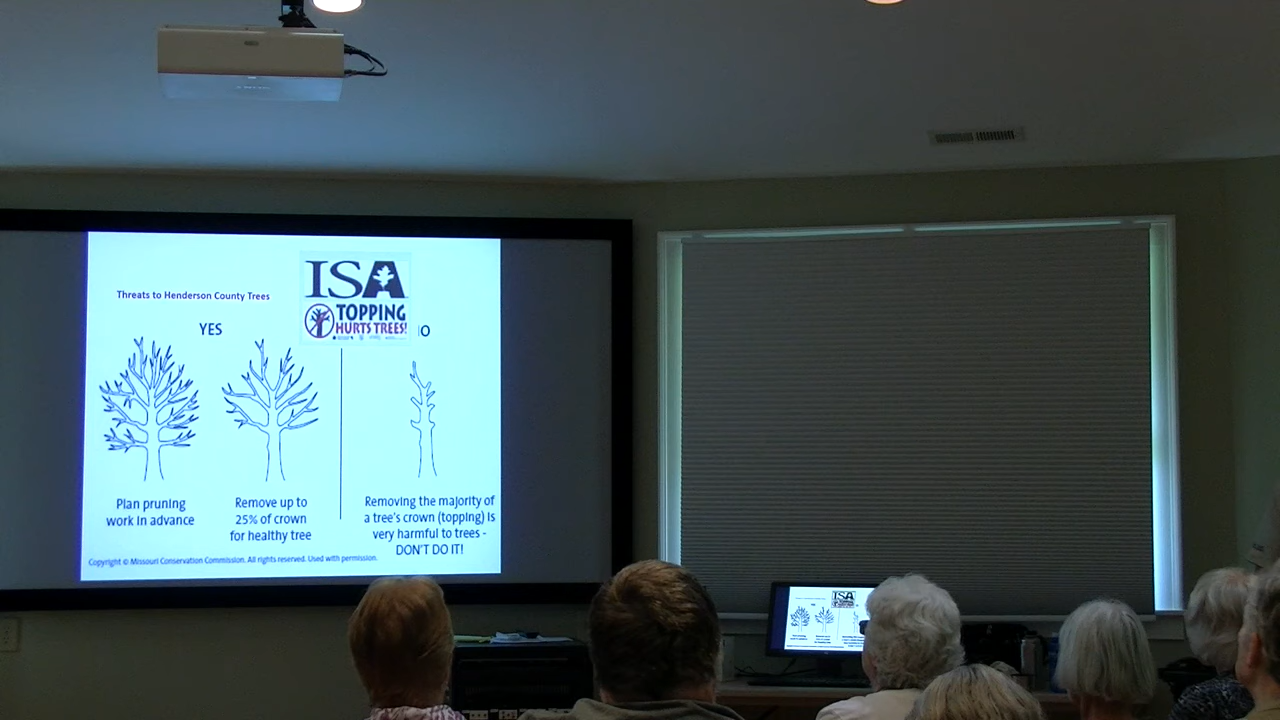 ISA
Threats to Henderson County Trees
TOPPING
HURTS TREES!
YES
IO
Plan pruning
work in advance
Remove up to
25% of crown
for healthy tree
Removing the majority of
a tree's crown (topping) is
very harmful to trees -
DON'T DO IT!
Copyright © Missouri Conservation Commission. All rights reserved. Used with permission.
ISA